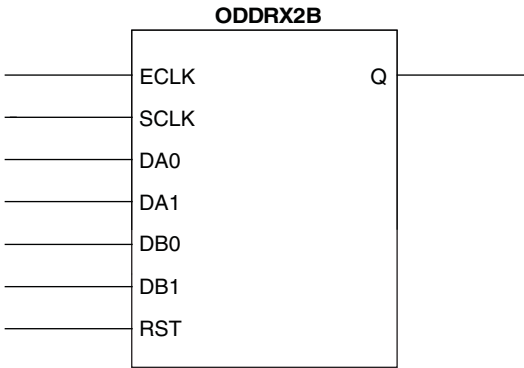 ODDRX2B
ECLK Q
SCLK
DA0
DA1
DB0
DB1
RST